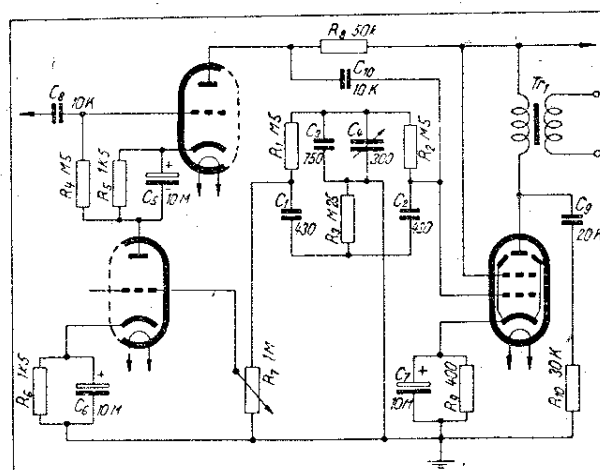 R8 50K
C10
10K
Tr1
C8
10K
R4 M5
R5 1K5
+
C5 10M
R1 M5
C3
750
C4
300
R2 M5
C1
430
R3 M25
C2
430
C9
20K
R6 1K5
+
C6 10M
R7 1M
C7
+
10M
R9 400
R10 30K